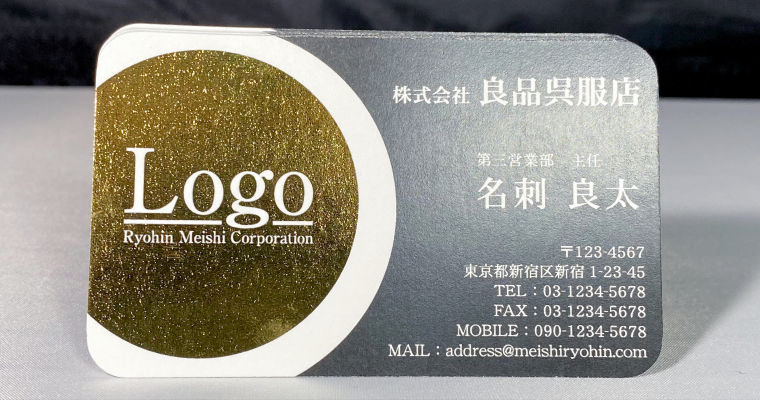 Logo
Ryohin Meishi Corporation
株式会社 良品呉服店
第三営業部　主任
名刺 良太
〒123-4567
東京都新宿区新宿 1-23-45
TEL：03-1234-5678
FAX：03-1234-5678
MOBILE：090-1234-5678
MAIL：address@meishiryohin.com